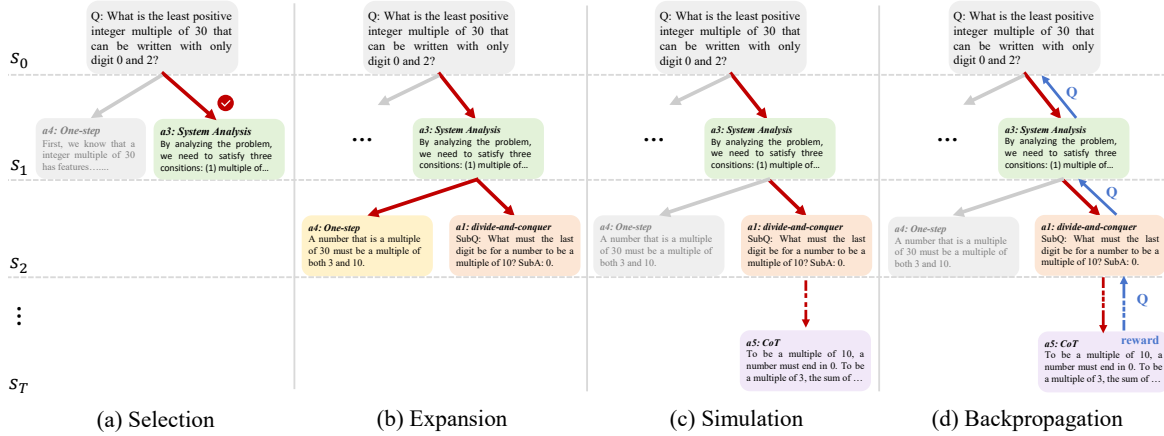 Q: What is the least positive
integer multiple of 30 that
can be written with only
digit 0 and 2?
Q: What is the least positive
integer multiple of 30 that
can be written with only
digit 0 and 2?
Q: What is the least positive
integer multiple of 30 that
can be written with only
digit 0 and 2?
Q: What is the least positive
integer multiple of 30 that
can be written with only
digit 0 and 2?
S0
Q
a4: One-step
First, we know that a
integer multiple of 30
has features…....
a3: System Analysis
By analyzing the problem,
we need to satisfy three
consitions: (1) multiple of…
...
a3: System Analysis
By analyzing the problem,
we need to satisfy three
consitions: (1) multiple of…
...
a3: System Analysis
By analyzing the problem,
we need to satisfy three
consitions: (1) multiple of…
...
a3: System Analysis
By analyzing the problem,
we need to satisfy three
consitions: (1) multiple of…
S1
Q
a4: One-step
A number that is a multiple
of 30 must be a multiple of
both 3 and 10.
a1: divide-and-conquer
SubQ: What must the last
digit be for a number to be a
multiple of 10? SubA: 0.
a4: One-step
A number that is a multiple
of 30 must be a multiple of
both 3 and 10.
a1: divide-and-conquer
SubQ: What must the last
digit be for a number to be a
multiple of 10? SubA: 0.
a4: One-step
A number that is a multiple
of 30 must be a multiple of
both 3 and 10.
a1: divide-and-conquer
SubQ: What must the last
digit be for a number to be a
multiple of 10? SubA: 0.
S2
Q
...
reward
a5: CoT
To be a multiple of 10, a
number must end in 0. To be
a multiple of 3, the sum of …
a5: CoT
To be a multiple of 10, a
number must end in 0. To be
a multiple of 3, the sum of …
ST
(a) Selection
(b) Expansion
(c) Simulation
(d) Backpropagation